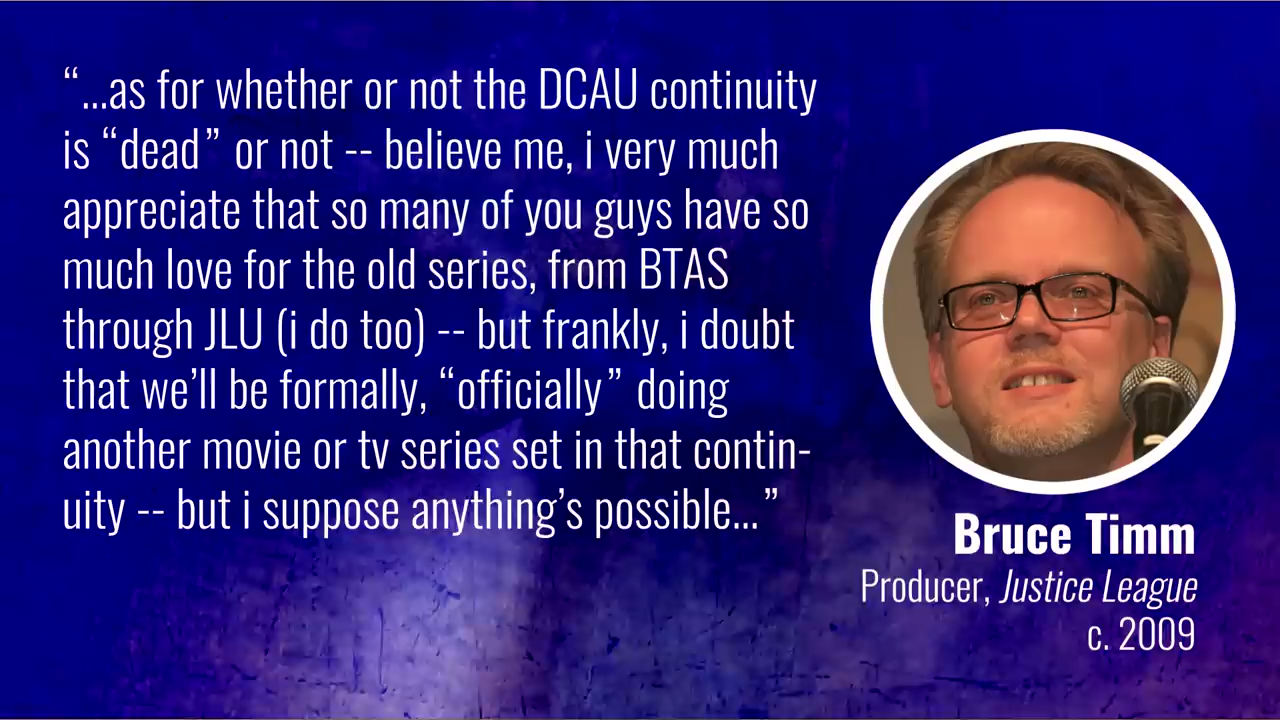 “...as for whether or not the DCAU continuity
is “dead” or not -- believe me, i very much
appreciate that so many of you guys have so
much love for the old series, from BTAS
through JLU (i do too) -- but frankly, i doubt
that we’ll be formally, “officially” doing
another movie or tv series set in that contin-
uity -- but i suppose anything’s possible...”
Bruce Timm
Producer, Justice League
c. 2009